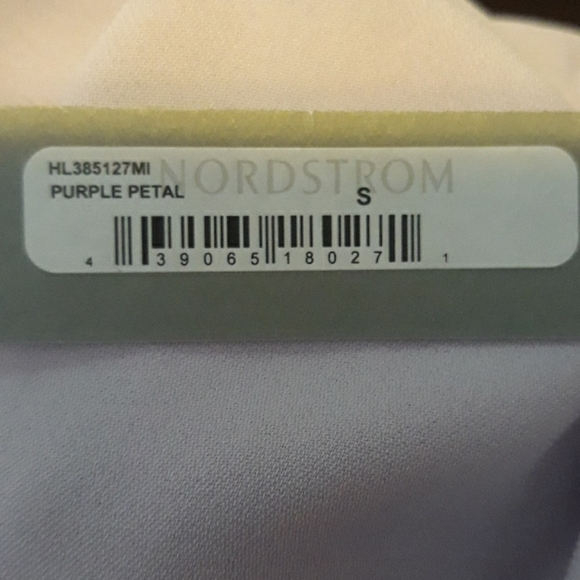 HL385127MI
NORDSTROM
PURPLE PETAL
S
4 39065 18027 1